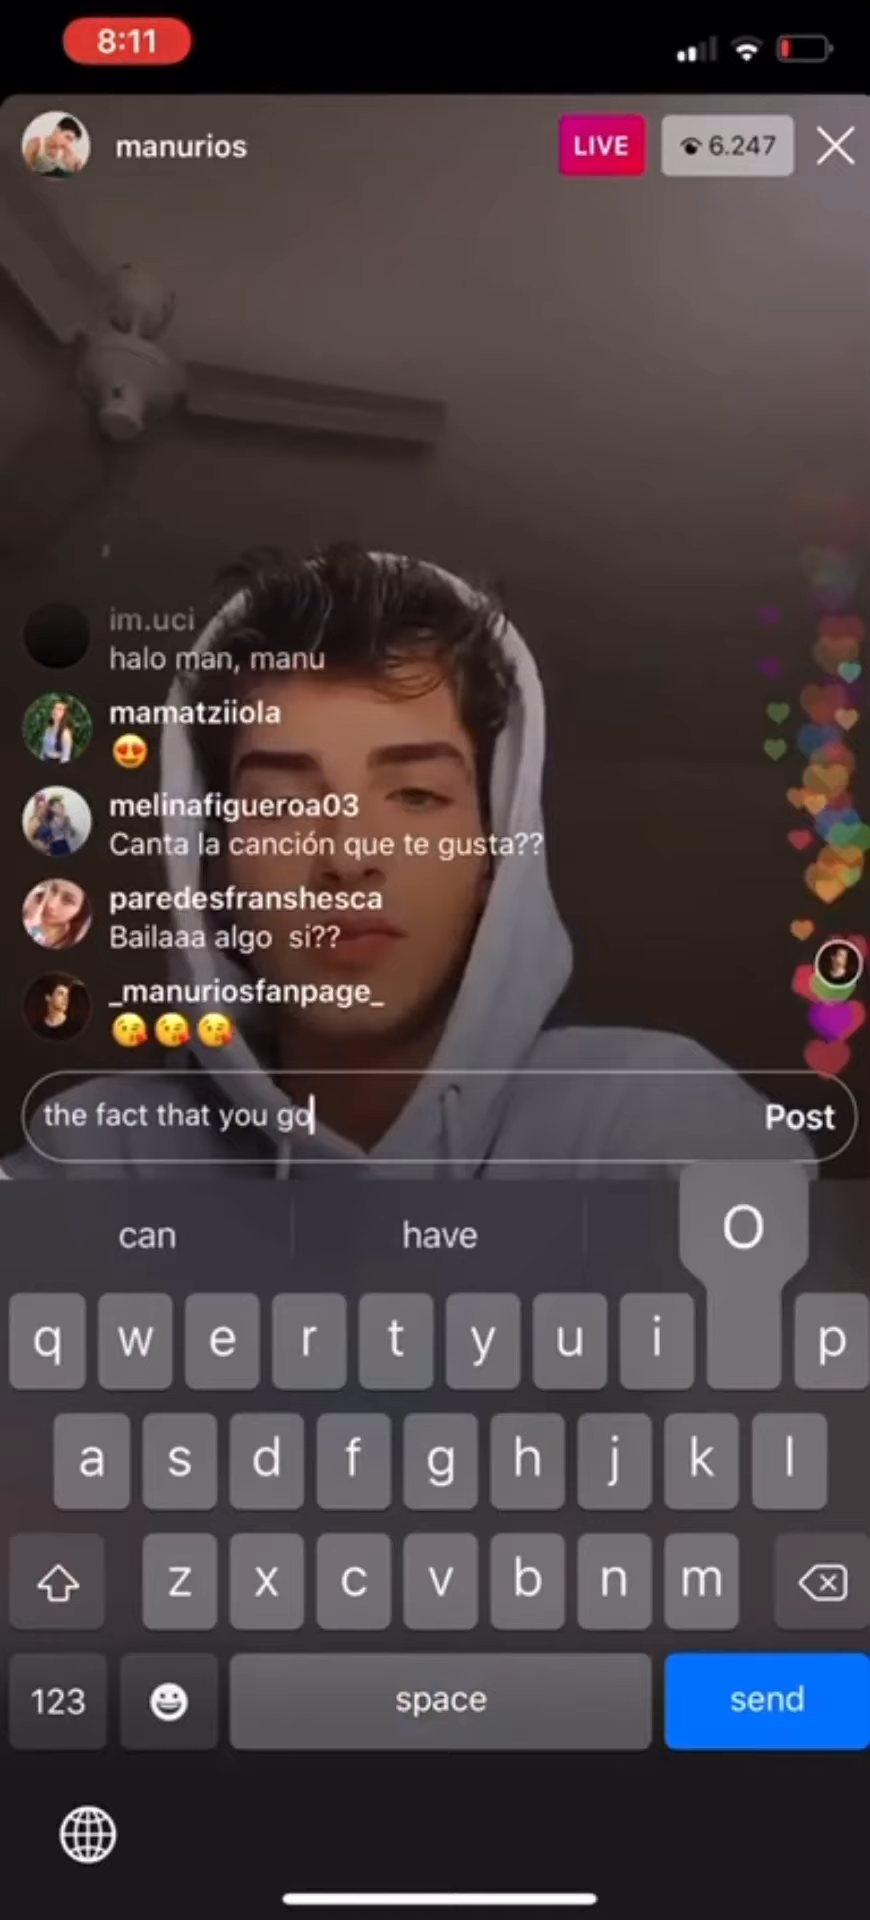 8:11
manurios
LIVE
6.247
im.uci
halo man, manu
mamatziiola
😍
melinafigueroa03
Canta la canción que te gusta??
paredesfranshesca
Bailaaa algo  si??
_manuriosfanpage_
😘😘😘
the fact that you go
Post
can have
O
q w e r t y u i p
a s d f g h j k l
z x c v b n m
123 space send